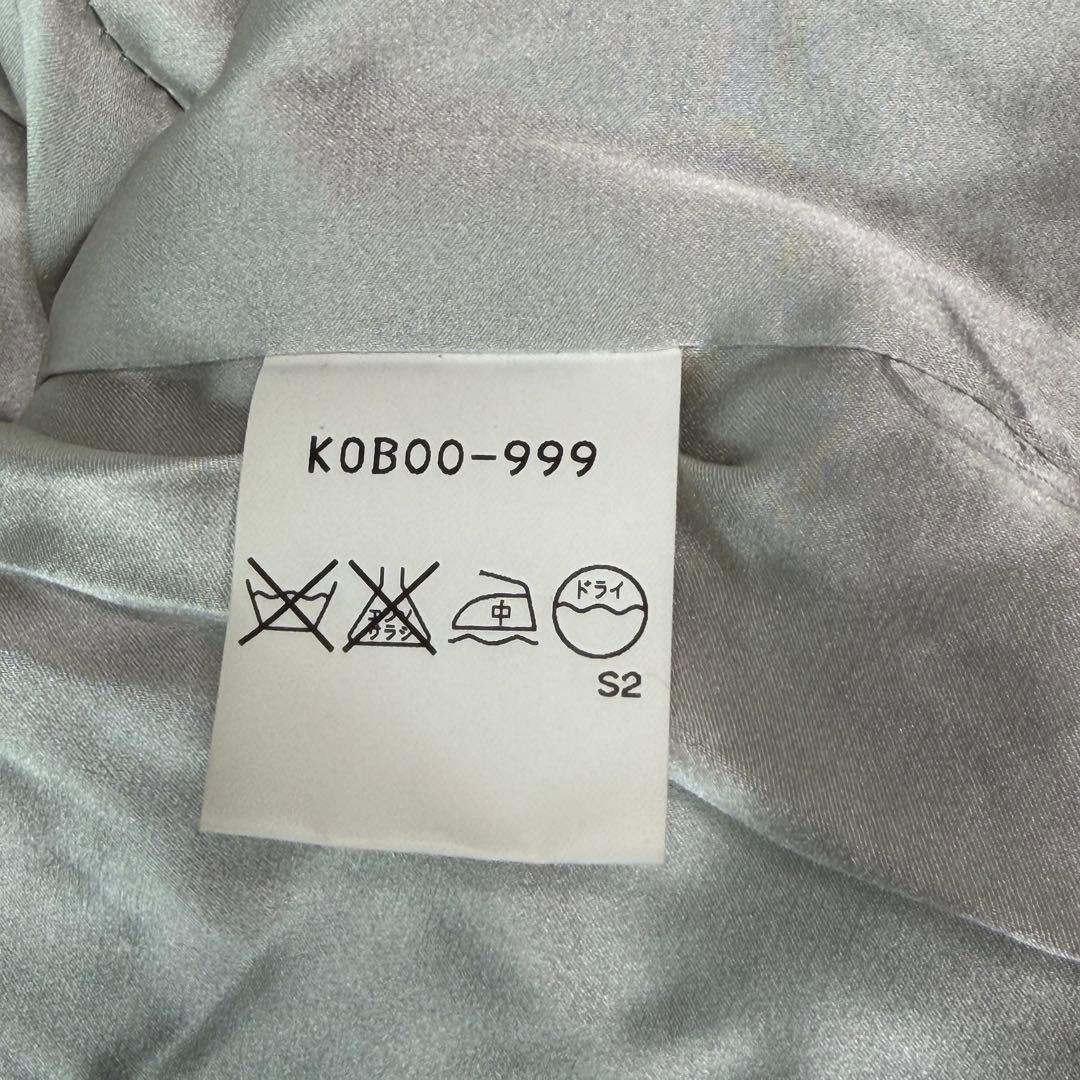 K0B00-999
エンソ
サラシ
中
ドライ
S2